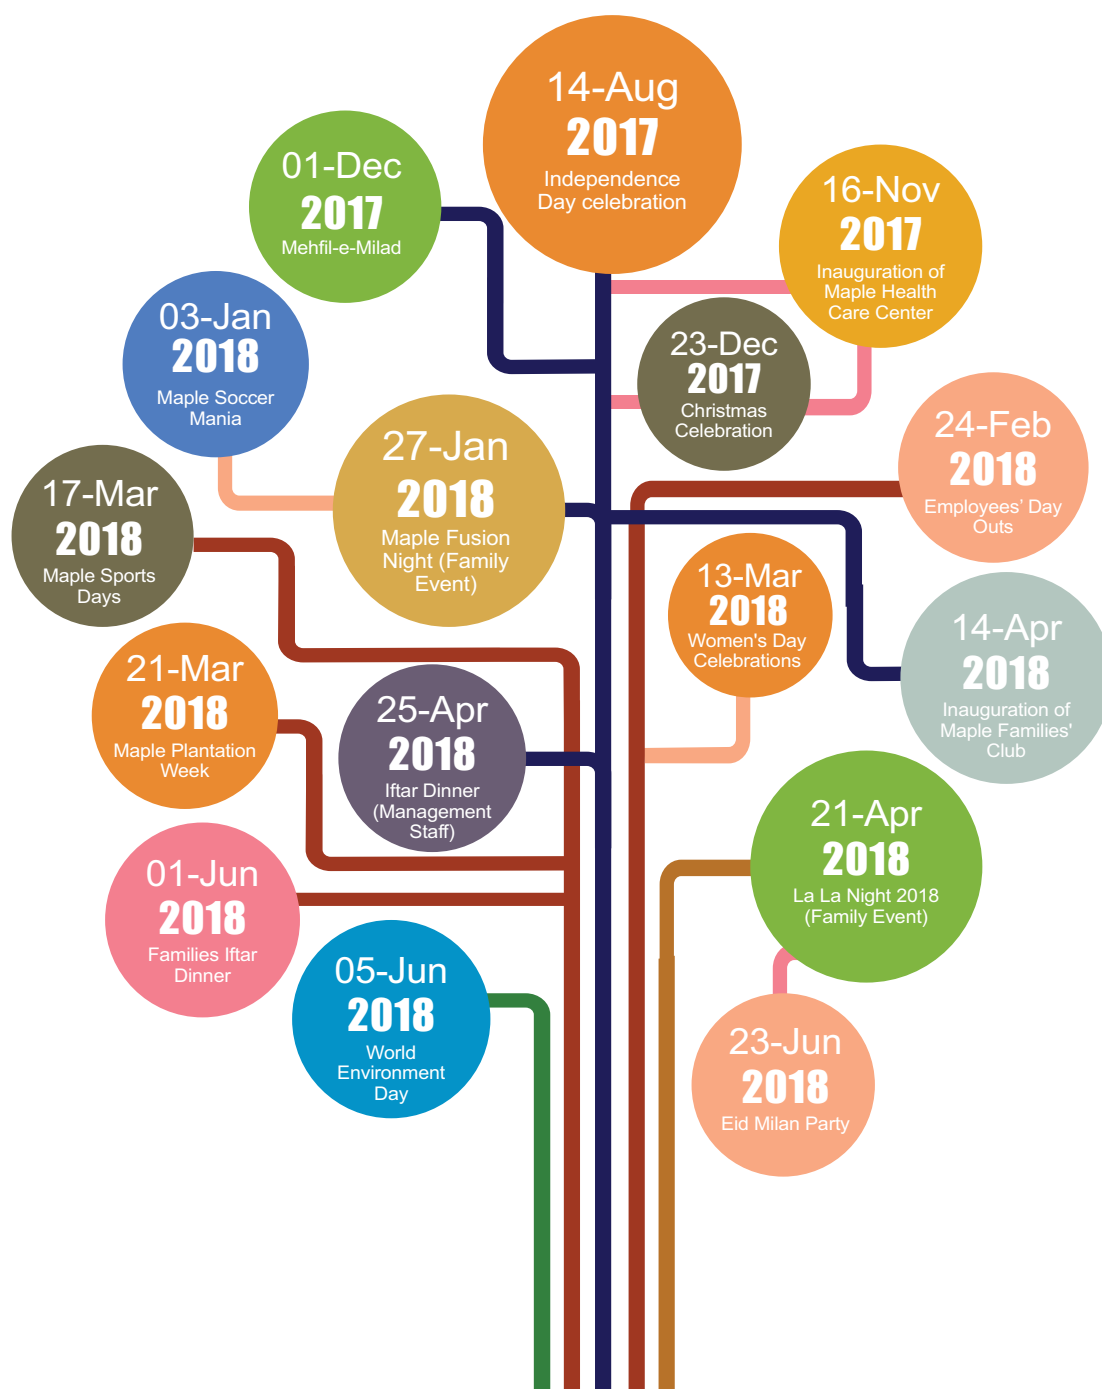 14-Aug
2017
Independence
Day celebration
01-Dec
2017
Mehfil-e-Milad
16-Nov
2017
Inauguration of
Maple Health
Care Center
03-Jan
2018
Maple Soccer
Mania
23-Dec
2017
Christmas
Celebration
27-Jan
2018
Maple Fusion
Night (Family
Event)
24-Feb
2018
Employees' Day
Outs
17-Mar
2018
Maple Sports
Days
13-Mar
2018
Women's Day
Celebrations
14-Apr
2018
Inauguration of
Maple Families'
Club
21-Mar
2018
Maple Plantation
Week
25-Apr
2018
Iftar Dinner
(Management
Staff)
21-Apr
2018
La La Night 2018
(Family Event)
01-Jun
2018
Families Iftar
Dinner
05-Jun
2018
World
Environment
Day
23-Jun
2018
Eid Milan Party